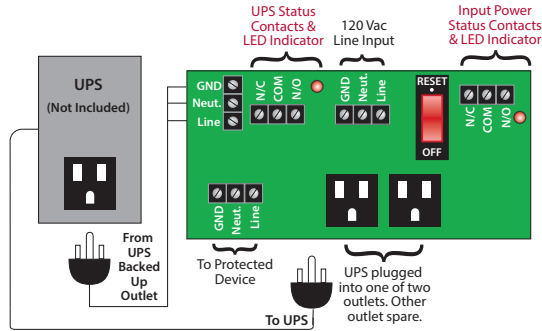 UPS Status
Contacts &
LED Indicator
120 Vac
Line Input
Input Power
Status Contacts
& LED Indicator
UPS
(Not Included)
GND
Neut.
Line
N/C
COM
N/O
GND
Neut.
Line
RESET
OFF
N/C
COM
N/O
GND
Neut.
Line
From
UPS
Backed
Up
Outlet
To Protected
Device
UPS plugged
into one of two
outlets. Other
outlet spare.
To UPS